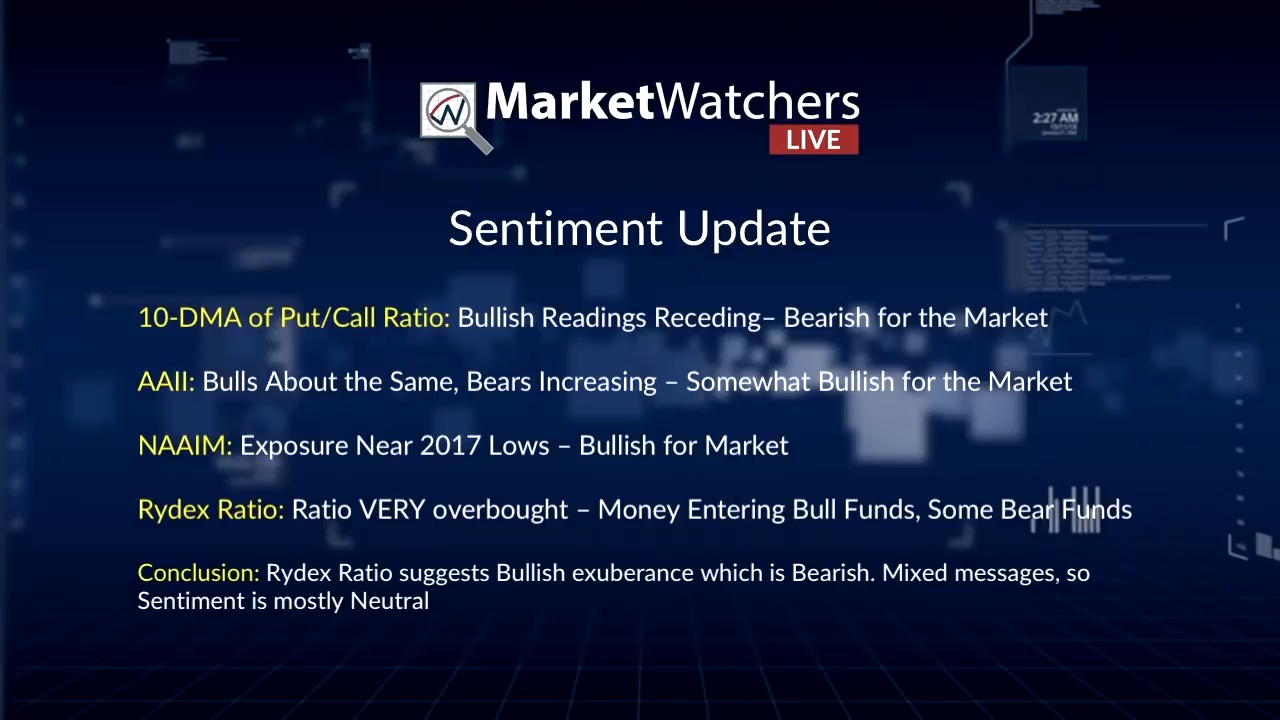 MarketWatchers
LIVE
2:27 AM
Sentiment Update
10-DMA of Put/Call Ratio: Bullish Readings Receding– Bearish for the Market
AAII: Bulls About the Same, Bears Increasing – Somewhat Bullish for the Market
NAAIM: Exposure Near 2017 Lows – Bullish for Market
Rydex Ratio: Ratio VERY overbought – Money Entering Bull Funds, Some Bear Funds
Conclusion: Rydex Ratio suggests Bullish exuberance which is Bearish. Mixed messages, so
Sentiment is mostly Neutral